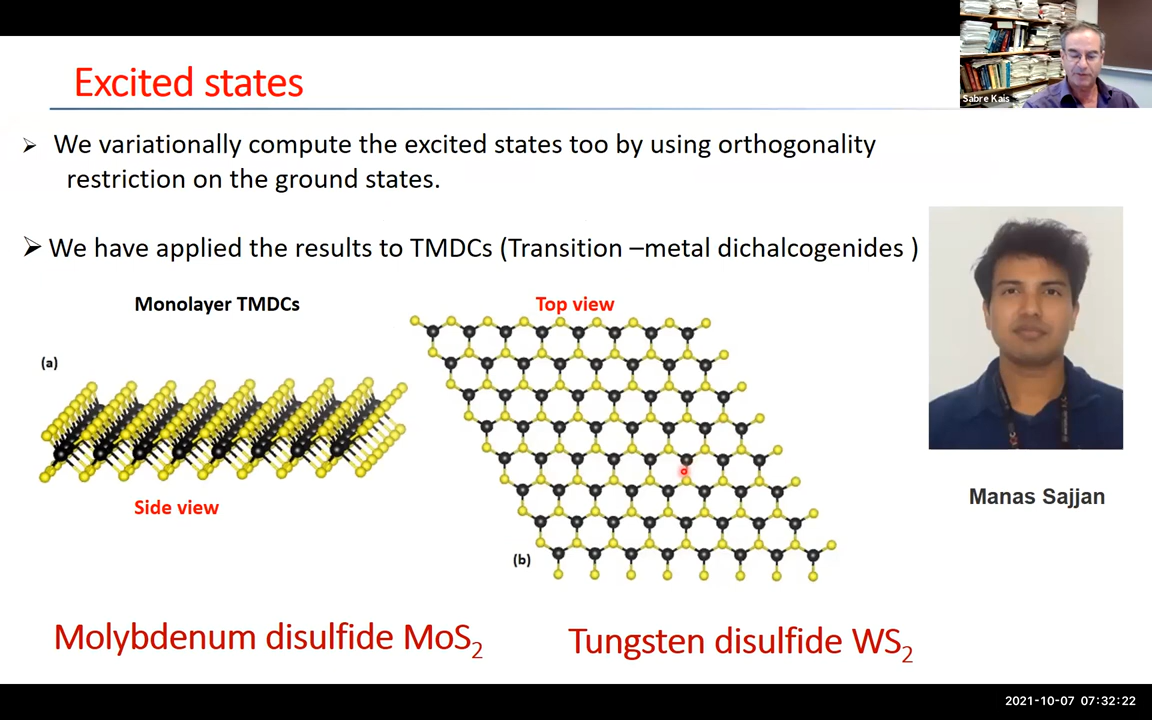 Excited states
Sabre Kais
➢ We variationally compute the excited states too by using orthogonality
restriction on the ground states.
➢ We have applied the results to TMDCs (Transition –metal dichalcogenides )
Monolayer TMDCs
Top view
(a)
Side view
(b)
Manas Sajjan
Molybdenum disulfide MoS₂
Tungsten disulfide WS₂
2021-10-07 07:32:22